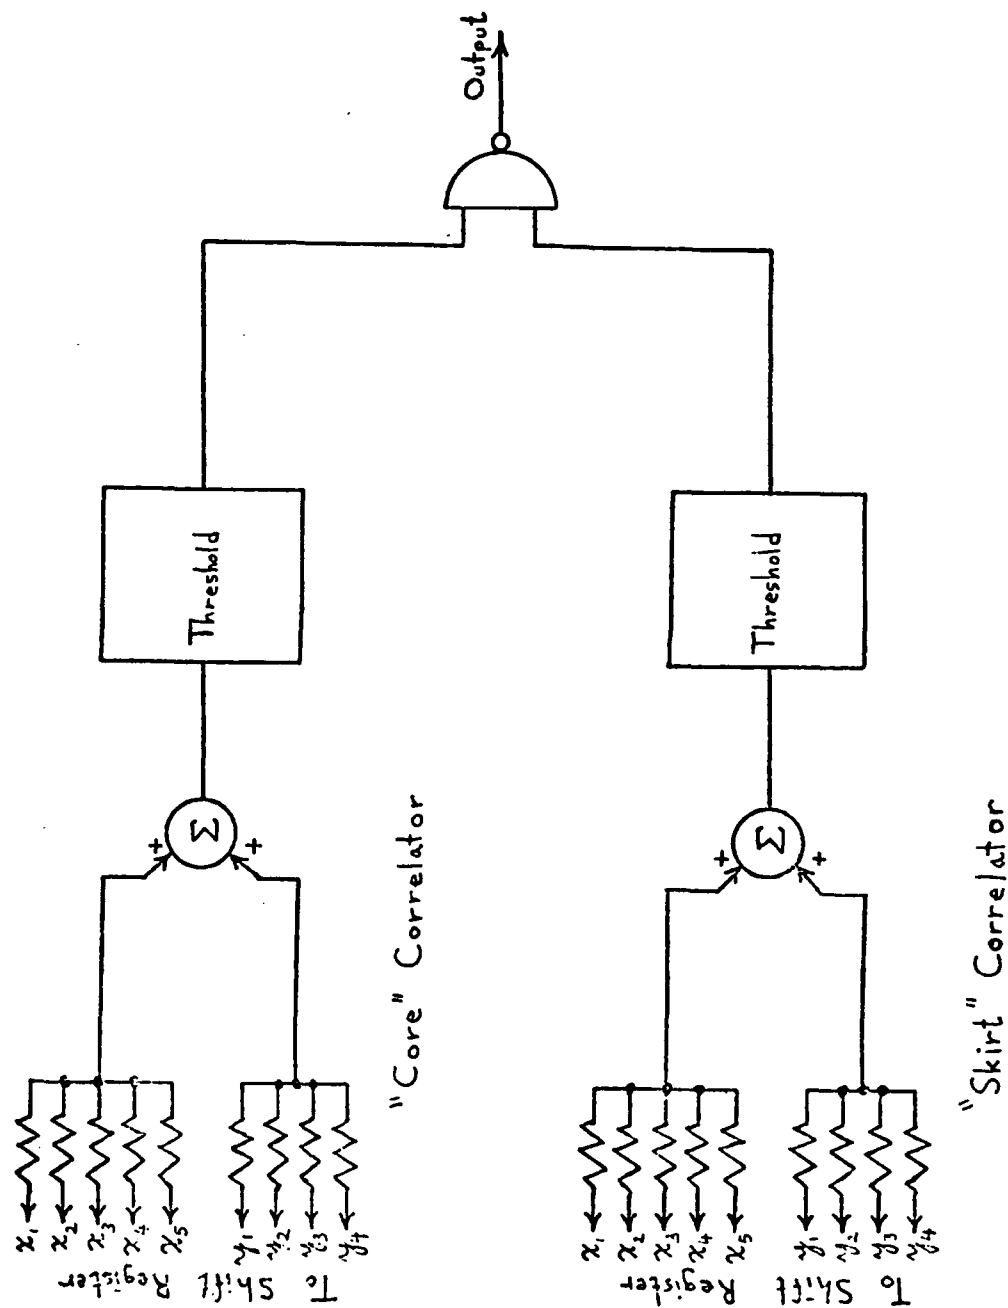 x1
x2
x3
x4
x5
To Shift
Register
y1
y2
y3
y4
+
+
Σ
Threshold
"Core" Correlator
x1
x2
x3
x4
x5
To Shift
Register
y1
y2
y3
y4
+
+
Σ
Threshold
"Skirt" Correlator
Output